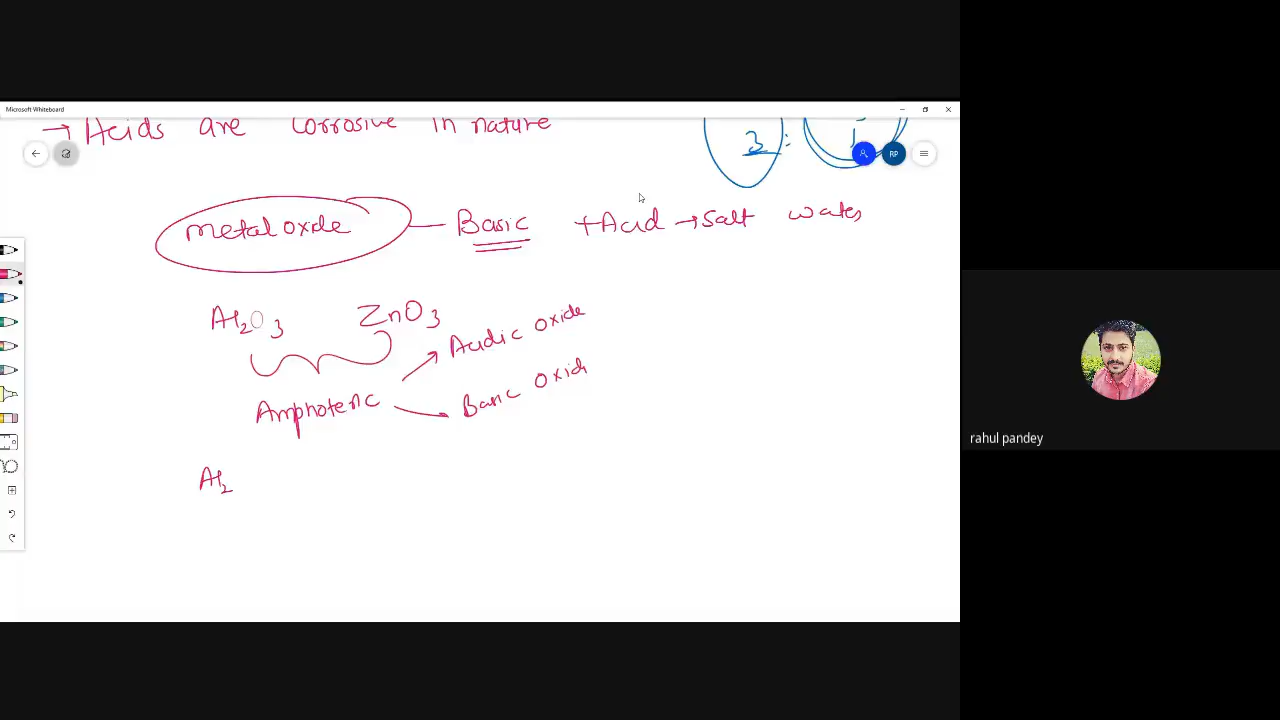 Microsoft Whiteboard
→ Acids are corrosive in nature
3 :
RP
metal oxide — Basic + Acid → Salt water
Al2O3 ZnO3
Acidic oxide
Amphoteric
Basic oxid
Al2
rahul pandey